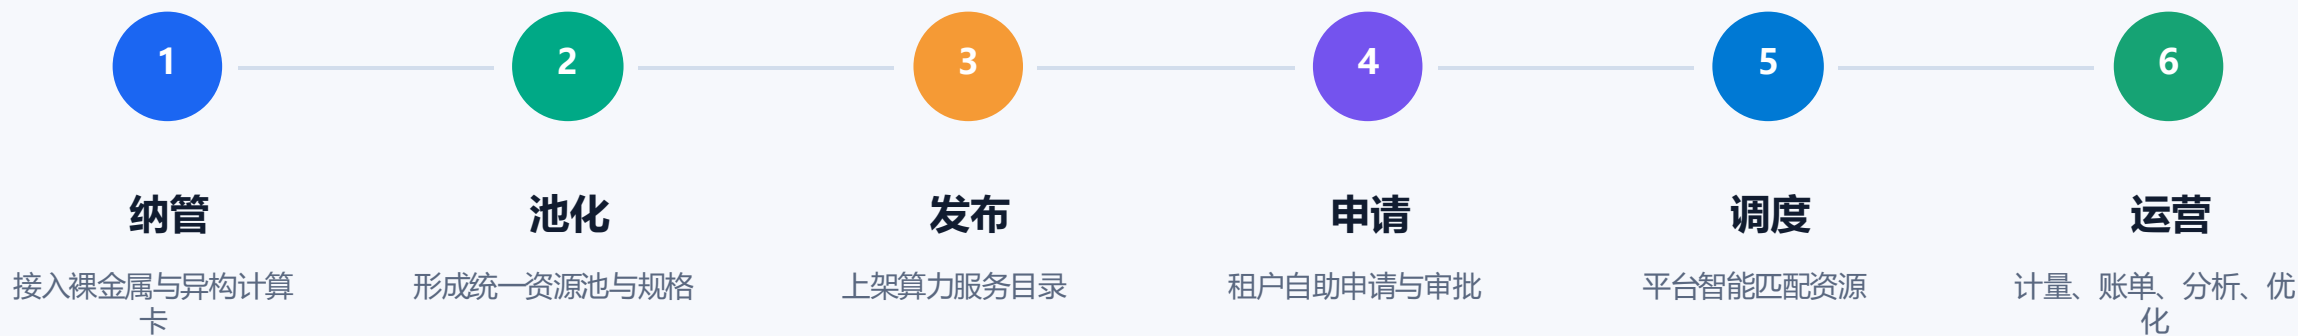 1
2
3
4
5
6
纳管
池化
发布
申请
调度
运营
接入裸金属与异构计算
卡
形成统一资源池与规格
上架算力服务目录
租户自助申请与审批
平台智能匹配资源
计量、账单、分析、优
化